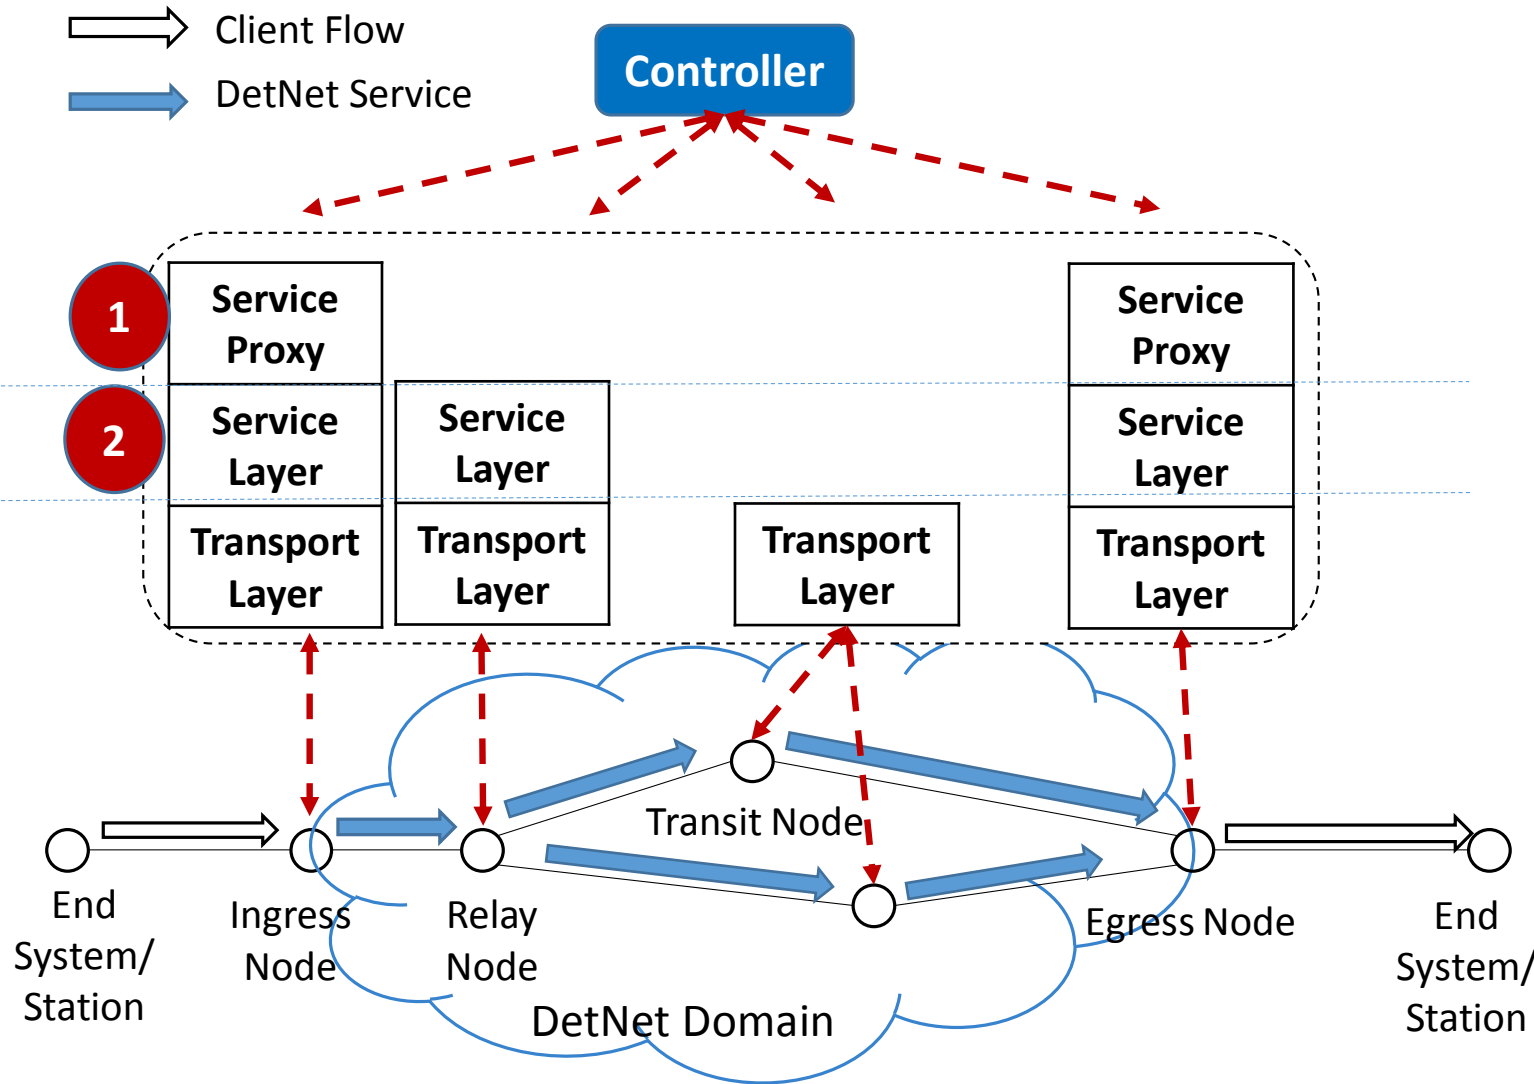 Client Flow
DetNet Service
Controller
1
Service
Proxy
Service
Proxy
2
Service
Layer
Service
Layer
Service
Layer
Transport
Layer
Transport
Layer
Transport
Layer
Transport
Layer
Transit Node
End
System/
Station
Ingress
Node
Relay
Node
Egress Node
End
System/
Station
DetNet Domain